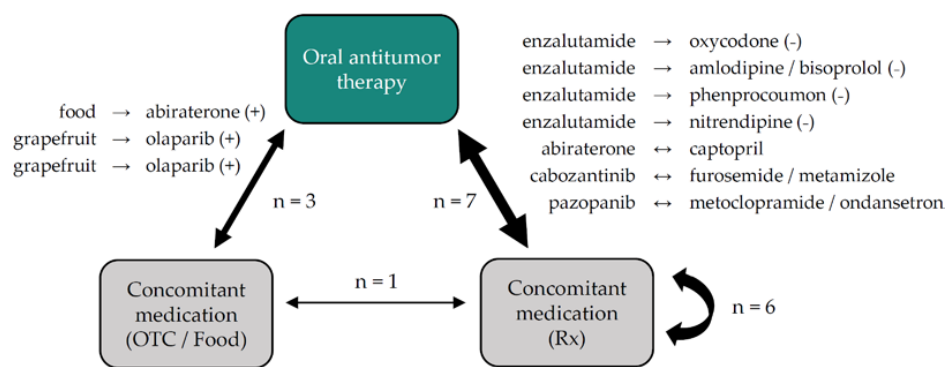 Oral antitumor
therapy
food → abiraterone (+)
grapefruit → olaparib (+)
grapefruit → olaparib (+)
enzalutamide → oxycodone (-)
enzalutamide → amlodipine / bisoprolol (-)
enzalutamide → phenprocoumon (-)
enzalutamide → nitrendipine (-)
abiraterone ↔ captopril
cabozantinib ↔ furosemide / metamizole
pazopanib ↔ metoclopramide / ondansetron
n = 3
n = 7
Concomitant
medication
(OTC / Food)
n = 1
Concomitant
medication
(Rx)
n = 6